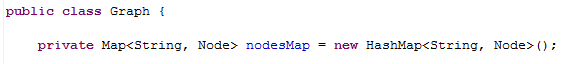 public class Graph {
private Map<String, Node> nodesMap = new HashMap<String, Node>();